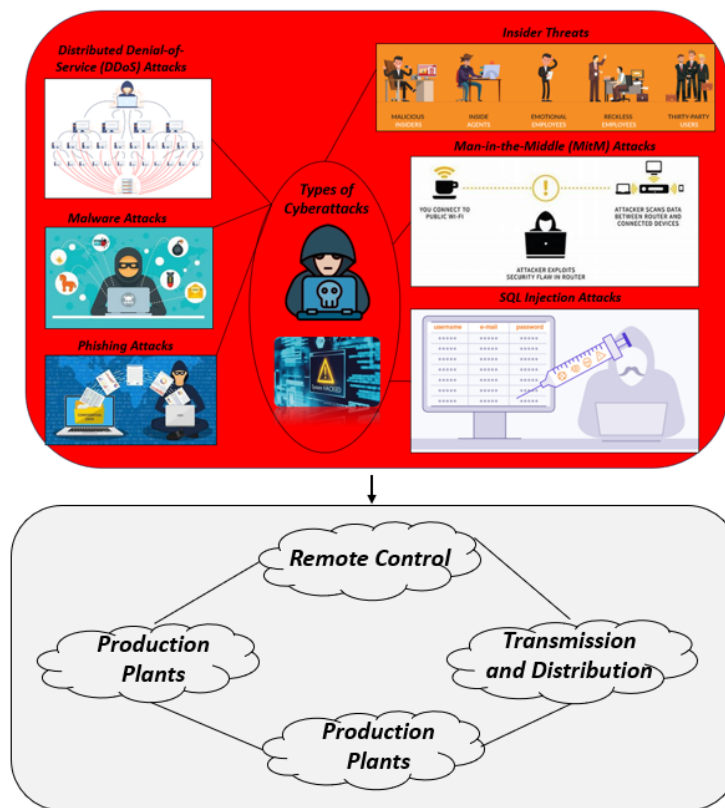 Distributed Denial-of-
Service (DDoS) Attacks
Malware Attacks
Phishing Attacks
Types of
Cyberattacks
Insider Threats
MALICIOUS
INSIDERS
INSIDE
AGENTS
EMOTIONAL
EMPLOYEES
RECKLESS
EMPLOYEES
THIRTY-PARTY
USERS
Man-in-the-Middle (MitM) Attacks
YOU CONNECT TO
PUBLIC WI-FI
ATTACKER EXPLOITS
SECURITY FLAW IN ROUTER
ATTACKER SCANS DATA
BETWEEN ROUTER AND
CONNECTED DEVICES
SQL Injection Attacks
username e-mail password
Remote Control
Production
Plants
Transmission
and Distribution
Production
Plants